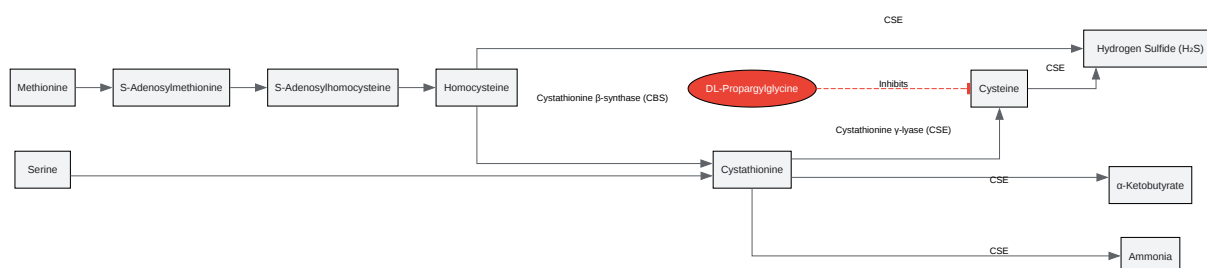 CSE
Hydrogen Sulfide (H₂S)
CSE
Methionine
S-Adenosylmethionine
S-Adenosylhomocysteine
Homocysteine
Cystathionine β-synthase (CBS)
DL-Propargylglycine
Inhibits
Cysteine
Cystathionine γ-lyase (CSE)
Serine
Cystathionine
CSE
α-Ketobutyrate
CSE
Ammonia